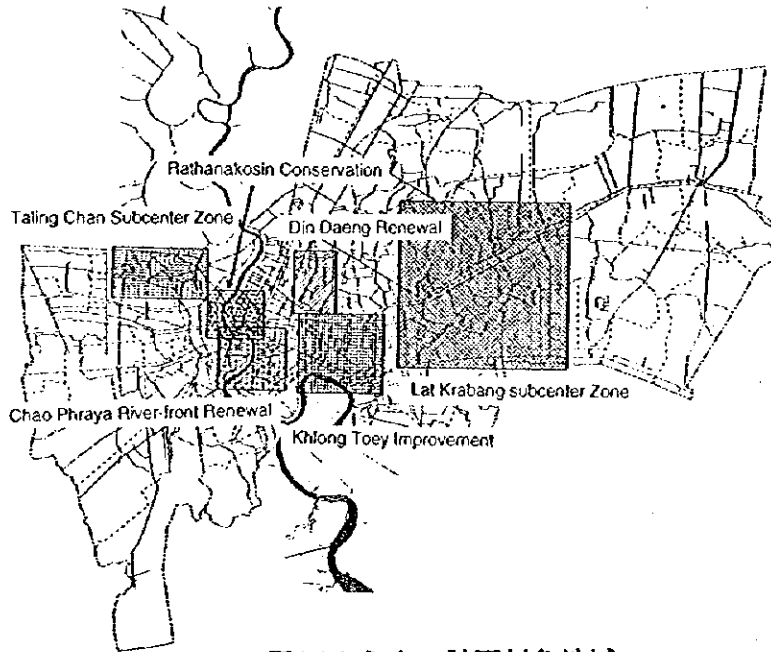 Rathanakosin Conservation
Taling Chan Subcenter Zone
Din Daeng Renewal
Lat Krabang subcenter Zone
Chao Phraya River-front Renewal
Khlong Toey Improvement